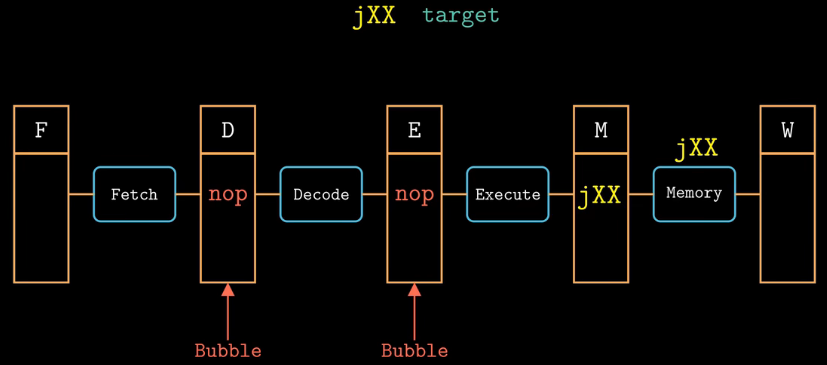 jXX target
F D E M W
jXX
Fetch nop Decode nop Execute jXX Memory
Bubble Bubble